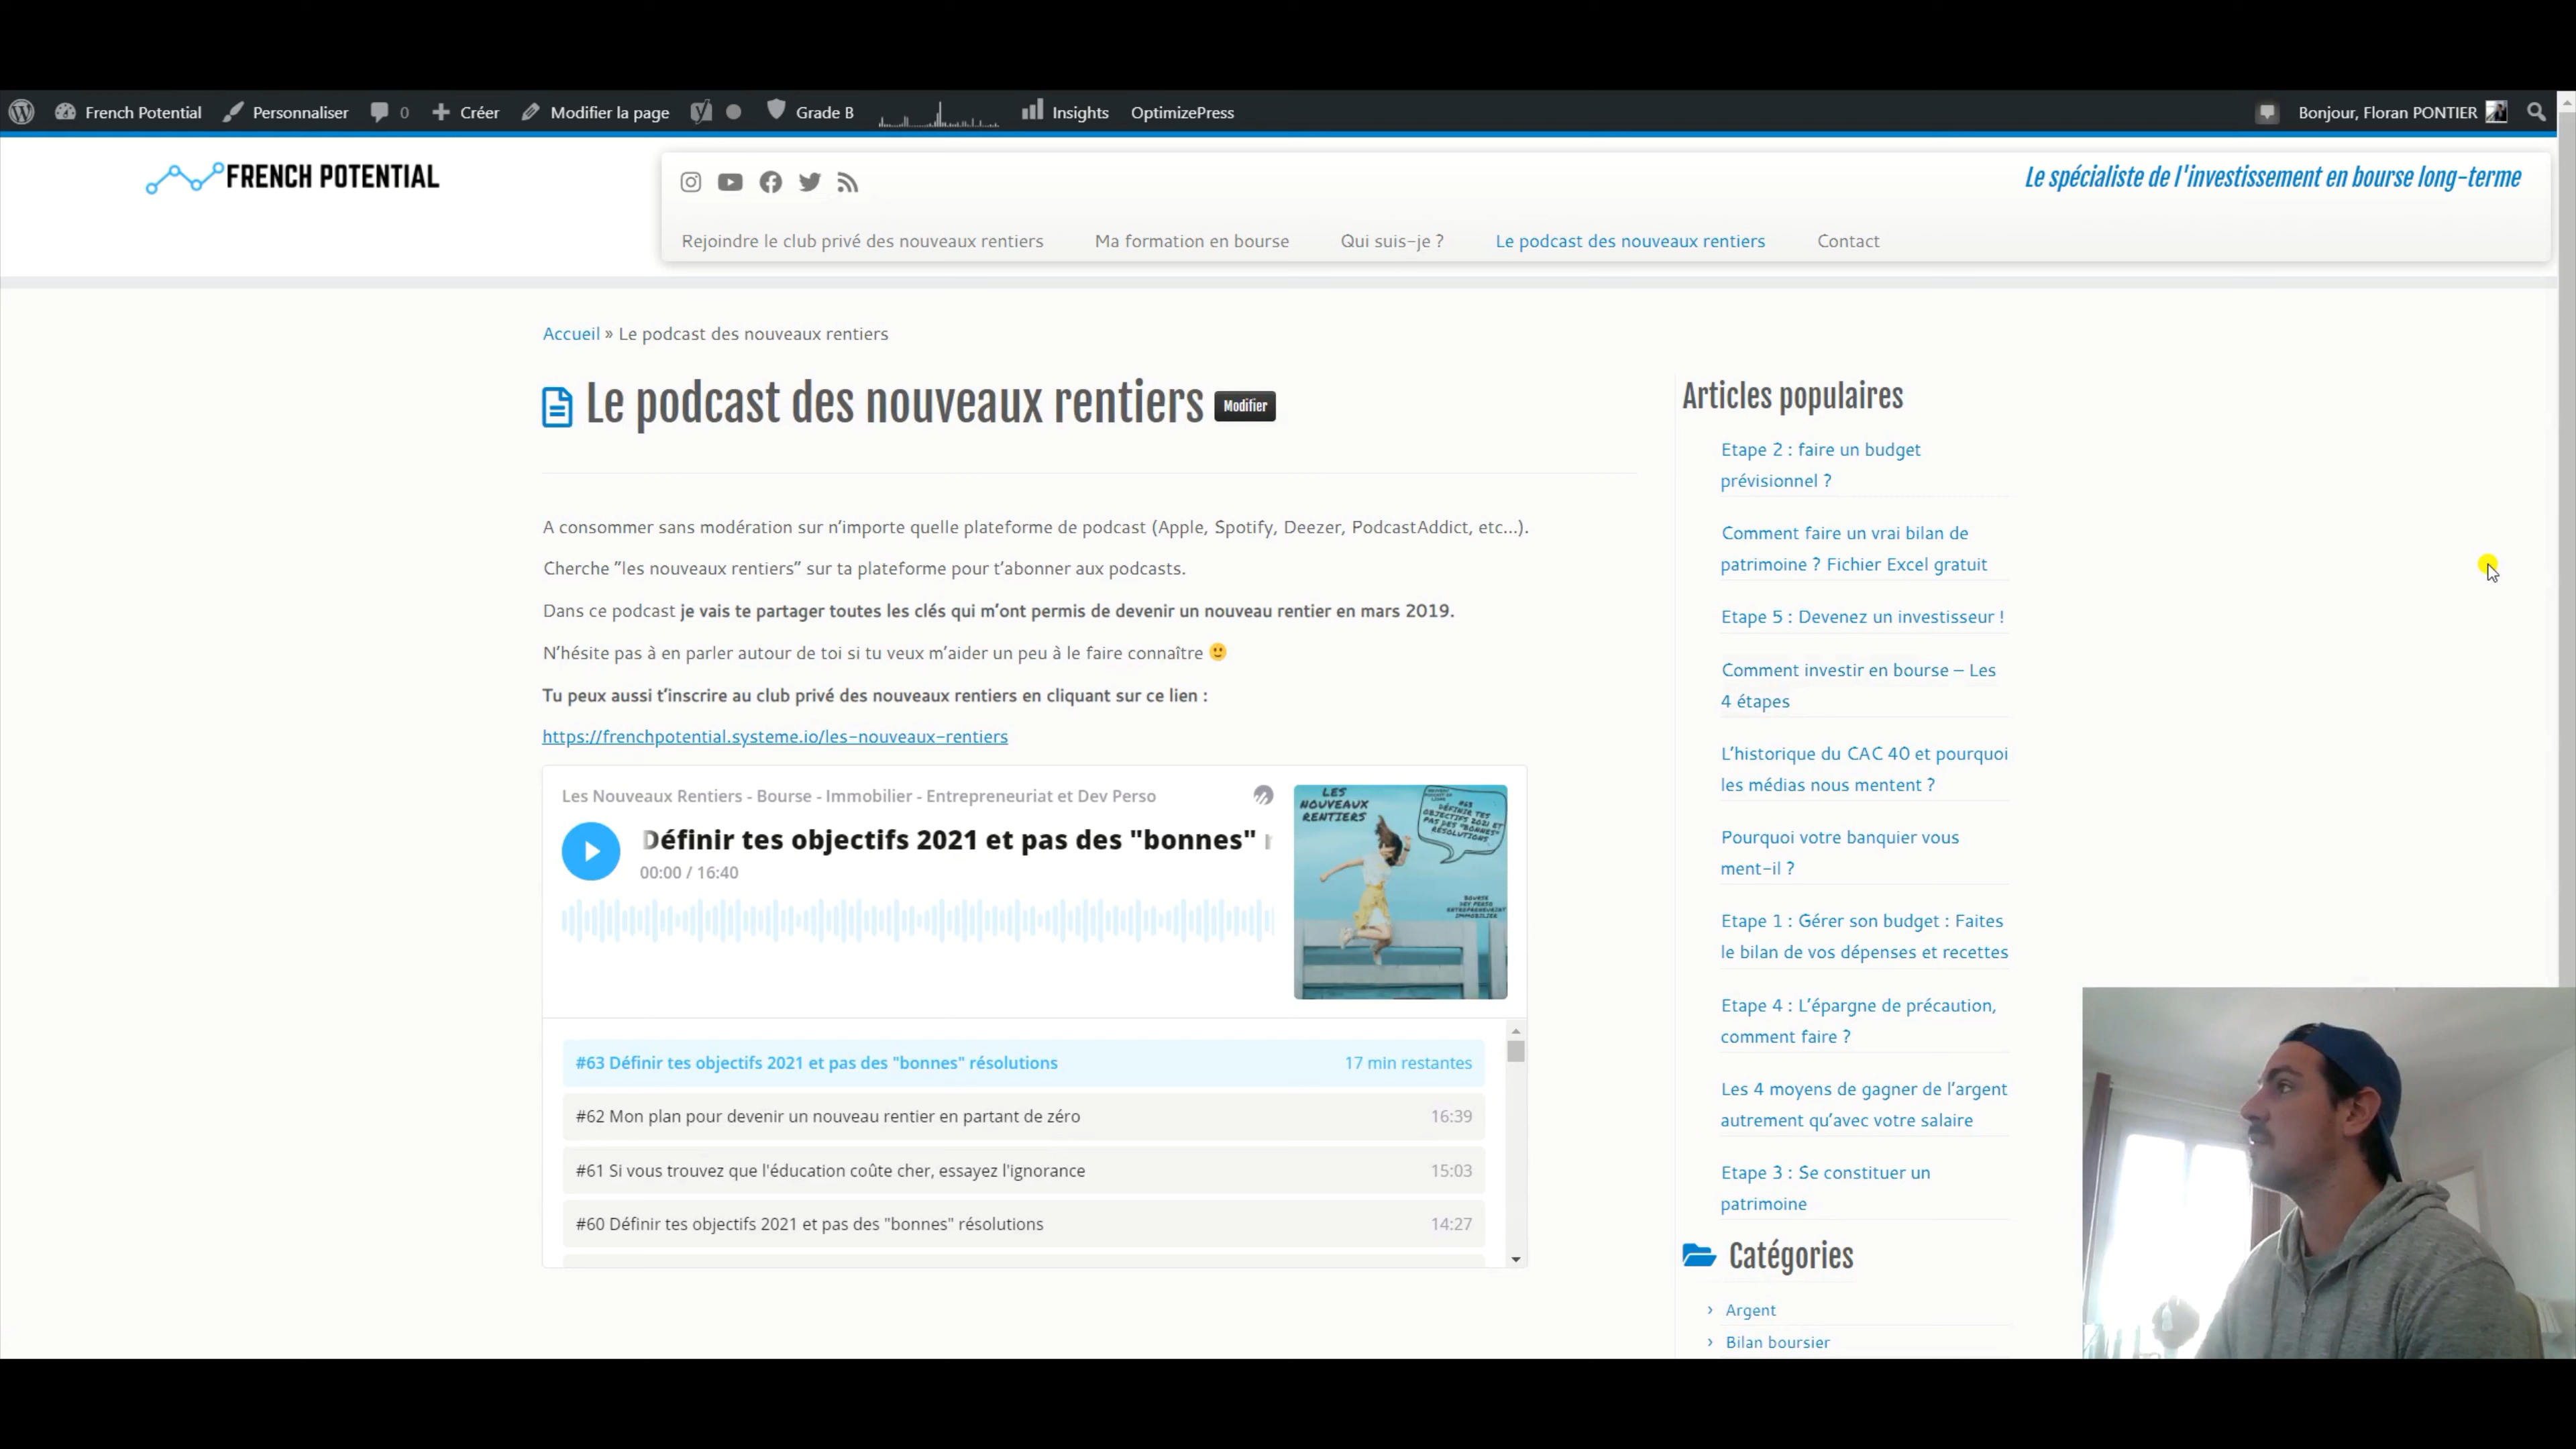 French Potential
Personnaliser
0
Créer
Modifier la page
Grade B
Insights
OptimizePress
Bonjour, Floran PONTIER
FRENCH POTENTIAL
Le spécialiste de l'investissement en bourse long-terme
Rejoindre le club privé des nouveaux rentiers
Ma formation en bourse
Qui suis-je ?
Le podcast des nouveaux rentiers
Contact
Accueil » Le podcast des nouveaux rentiers
Le podcast des nouveaux rentiers
Modifier
A consommer sans modération sur n’importe quelle plateforme de podcast (Apple, Spotify, Deezer, PodcastAddict, etc…).
Cherche ”les nouveaux rentiers” sur ta plateforme pour t’abonner aux podcasts.
Dans ce podcast je vais te partager toutes les clés qui m’ont permis de devenir un nouveau rentier en mars 2019.
N’hésite pas à en parler autour de toi si tu veux m’aider un peu à le faire connaître
Tu peux aussi t’inscrire au club privé des nouveaux rentiers en cliquant sur ce lien :
https://frenchpotential.systeme.io/les-nouveaux-rentiers
Les Nouveaux Rentiers - Bourse - Immobilier - Entrepreneuriat et Dev Perso
Définir tes objectifs 2021 et pas des "bonnes"
00:00 / 16:40
LES
NOUVEAUX
RENTIERS
#63
DÉFINIR TES
OBJECTIFS 2021
ET PAS DES
"BONNES"
RÉSOLUTIONS
BOURSE
DEV PERSO
ENTREPRENEURIAT
IMMOBILIER
#63 Définir tes objectifs 2021 et pas des "bonnes" résolutions
17 min restantes
#62 Mon plan pour devenir un nouveau rentier en partant de zéro
16:39
#61 Si vous trouvez que l'éducation coûte cher, essayez l'ignorance
15:03
#60 Définir tes objectifs 2021 et pas des "bonnes" résolutions
14:27
Articles populaires
Etape 2 : faire un budget
prévisionnel ?
Comment faire un vrai bilan de
patrimoine ? Fichier Excel gratuit
Etape 5 : Devenez un investisseur !
Comment investir en bourse – Les
4 étapes
L’historique du CAC 40 et pourquoi
les médias nous mentent ?
Pourquoi votre banquier vous
ment-il ?
Etape 1 : Gérer son budget : Faites
le bilan de vos dépenses et recettes
Etape 4 : L’épargne de précaution,
comment faire ?
Les 4 moyens de gagner de l’argent
autrement qu’avec votre salaire
Etape 3 : Se constituer un
patrimoine
Catégories
Argent
Bilan boursier